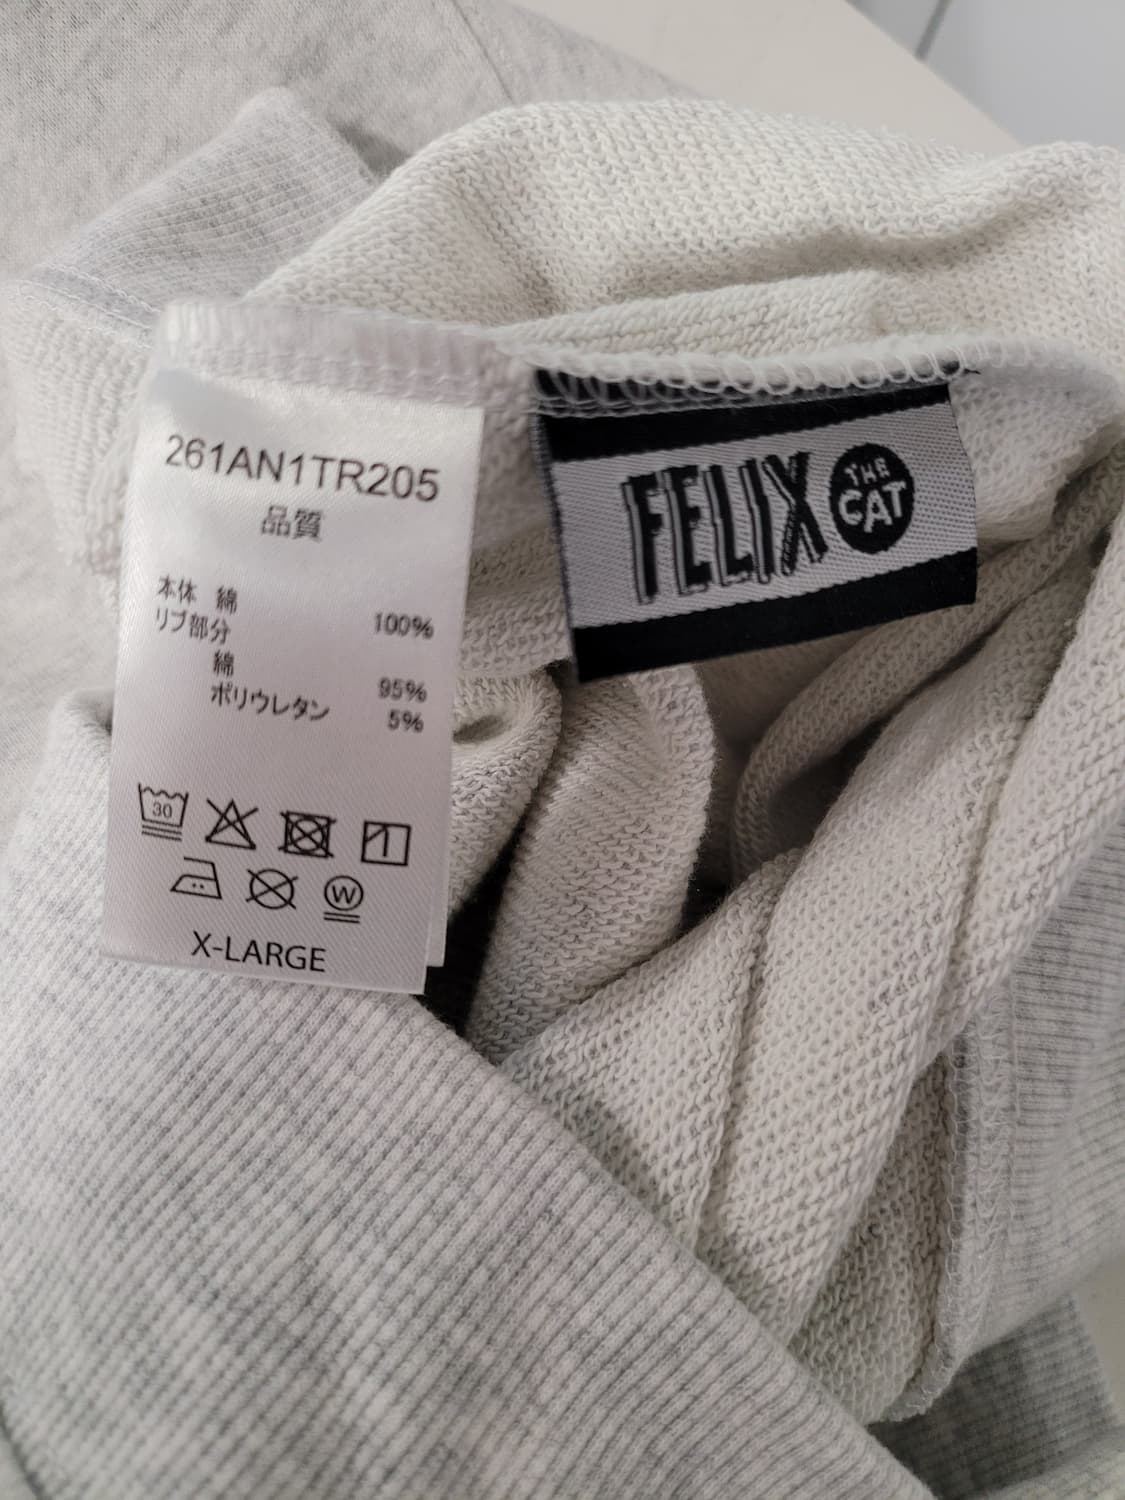 261AN1TR205
品質
本体 綿 100%
リブ部分
綿 95%
ポリウレタン 5%
30
W
X-LARGE
FELIX THE CAT